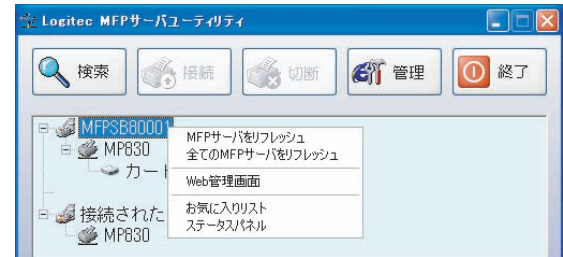 Logitec MFPサーバユーティリティ
検索 接続 切断 管理 終了
MFPSB80001
MP830
カード
接続された
MP830
MFPサーバをリフレッシュ
全てのMFPサーバをリフレッシュ
Web管理画面
お気に入りリスト
ステータスパネル